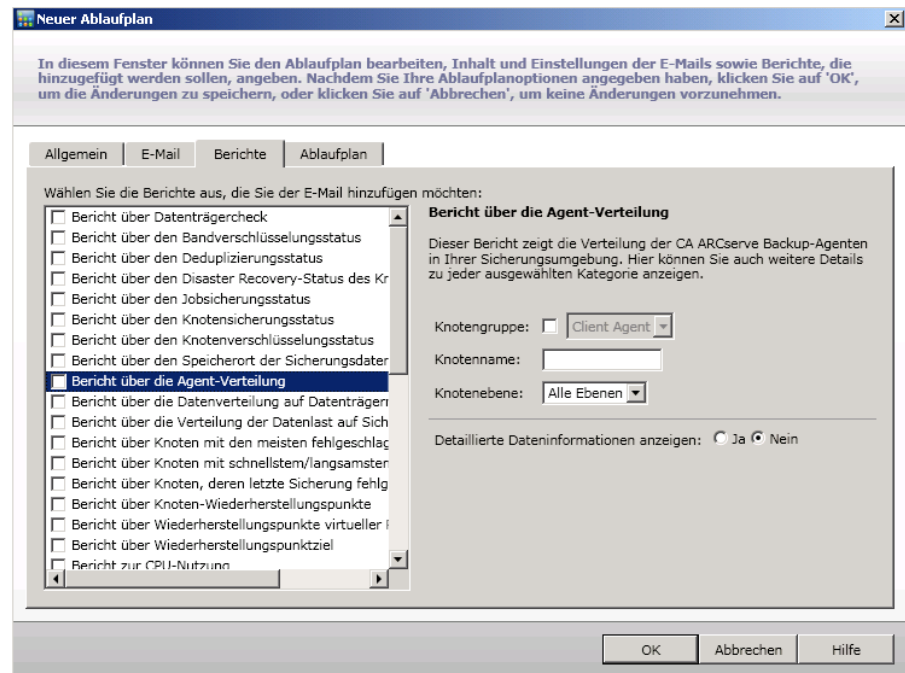 Neuer Ablaufplan
In diesem Fenster können Sie den Ablaufplan bearbeiten, Inhalt und Einstellungen der E-Mails sowie Berichte, die
hinzugefügt werden sollen, angeben. Nachdem Sie Ihre Ablaufplanoptionen angegeben haben, klicken Sie auf 'OK',
um die Änderungen zu speichern, oder klicken Sie auf 'Abbrechen', um keine Änderungen vorzunehmen.
Allgemein
E-Mail
Berichte
Ablaufplan
Wählen Sie die Berichte aus, die Sie der E-Mail hinzufügen möchten:
Bericht über Datenträgercheck
Bericht über den Bandverschlüsselungsstatus
Bericht über den Deduplizierungsstatus
Bericht über den Disaster Recovery-Status des Kr
Bericht über den Jobsicherungsstatus
Bericht über den Knotensicherungsstatus
Bericht über den Knotenverschlüsselungsstatus
Bericht über den Speicherort der Sicherungsdater
Bericht über die Agent-Verteilung
Bericht über die Datenverteilung auf Datenträgern
Bericht über die Verteilung der Datenlast auf Sich
Bericht über Knoten mit den meisten fehlgeschlag
Bericht über Knoten mit schnellstem/langsamster
Bericht über Knoten, deren letzte Sicherung fehlg
Bericht über Knoten-Wiederherstellungspunkte
Bericht über Wiederherstellungspunkte virtueller
Bericht über Wiederherstellungspunktziel
Bericht zur CPU-Nutzung
Bericht über die Agent-Verteilung
Dieser Bericht zeigt die Verteilung der CA ARCserve Backup-Agenten
in Ihrer Sicherungsumgebung. Hier können Sie auch weitere Details
zu jeder ausgewählten Kategorie anzeigen.
Knotengruppe: Client Agent
Knotenname:
Knotenebene: Alle Ebenen
Detaillierte Dateninformationen anzeigen: Ja Nein
OK
Abbrechen
Hilfe